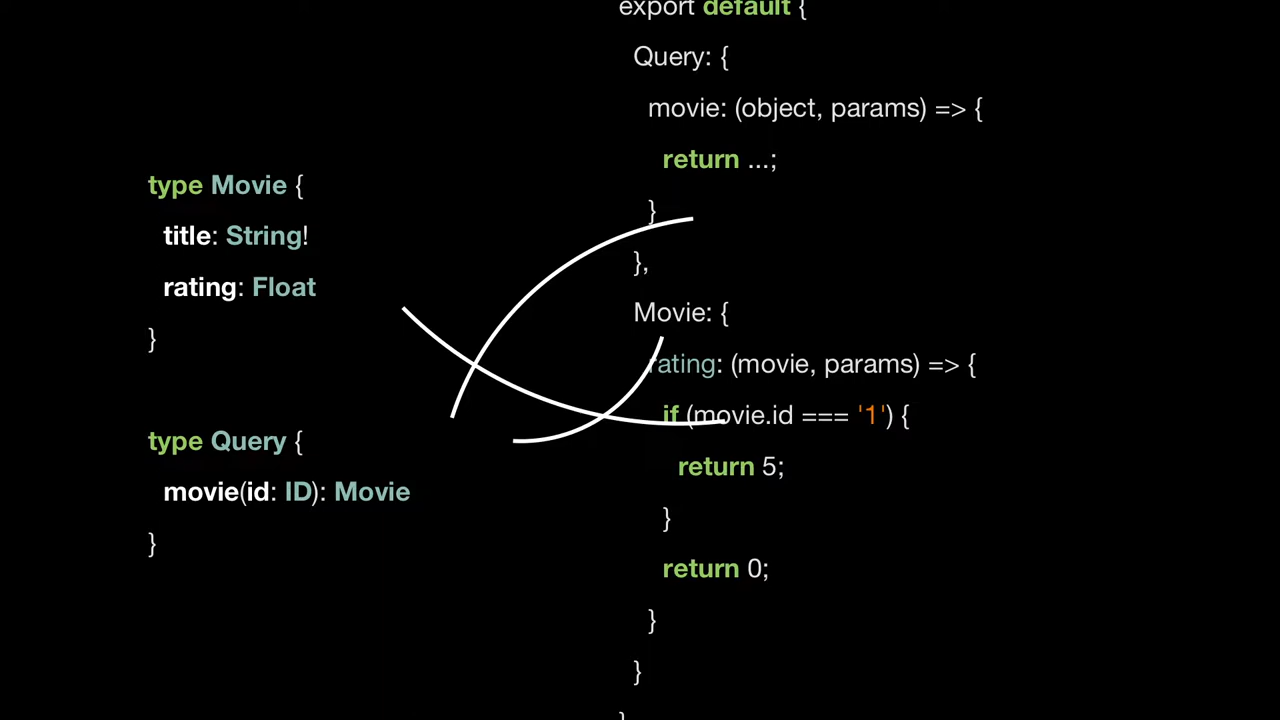 type Movie {
title: String!
rating: Float
}
type Query {
movie(id: ID): Movie
}
export default {
Query: {
movie: (object, params) => {
return ...;
}
},
Movie: {
rating: (movie, params) => {
if (movie.id === '1') {
return 5;
}
return 0;
}
}
}